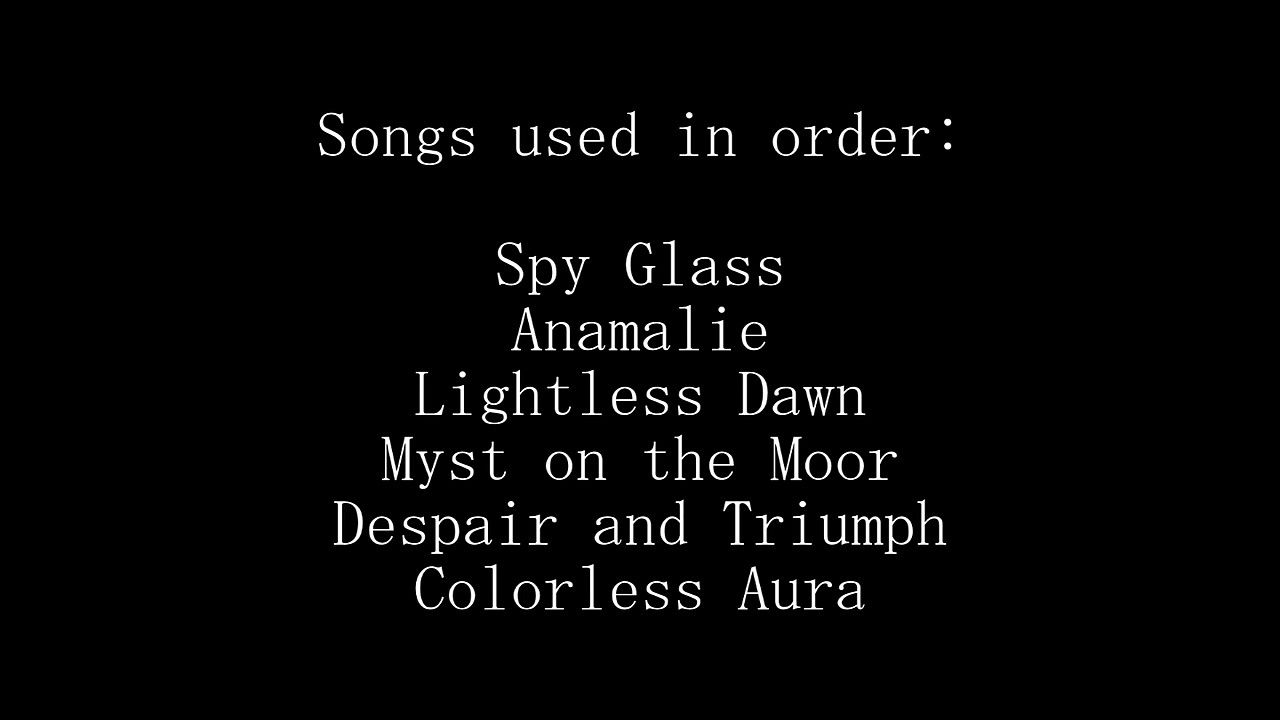 Songs used in order:
Spy Glass
Anamalie
Lightless Dawn
Myst on the Moor
Despair and Triumph
Colorless Aura